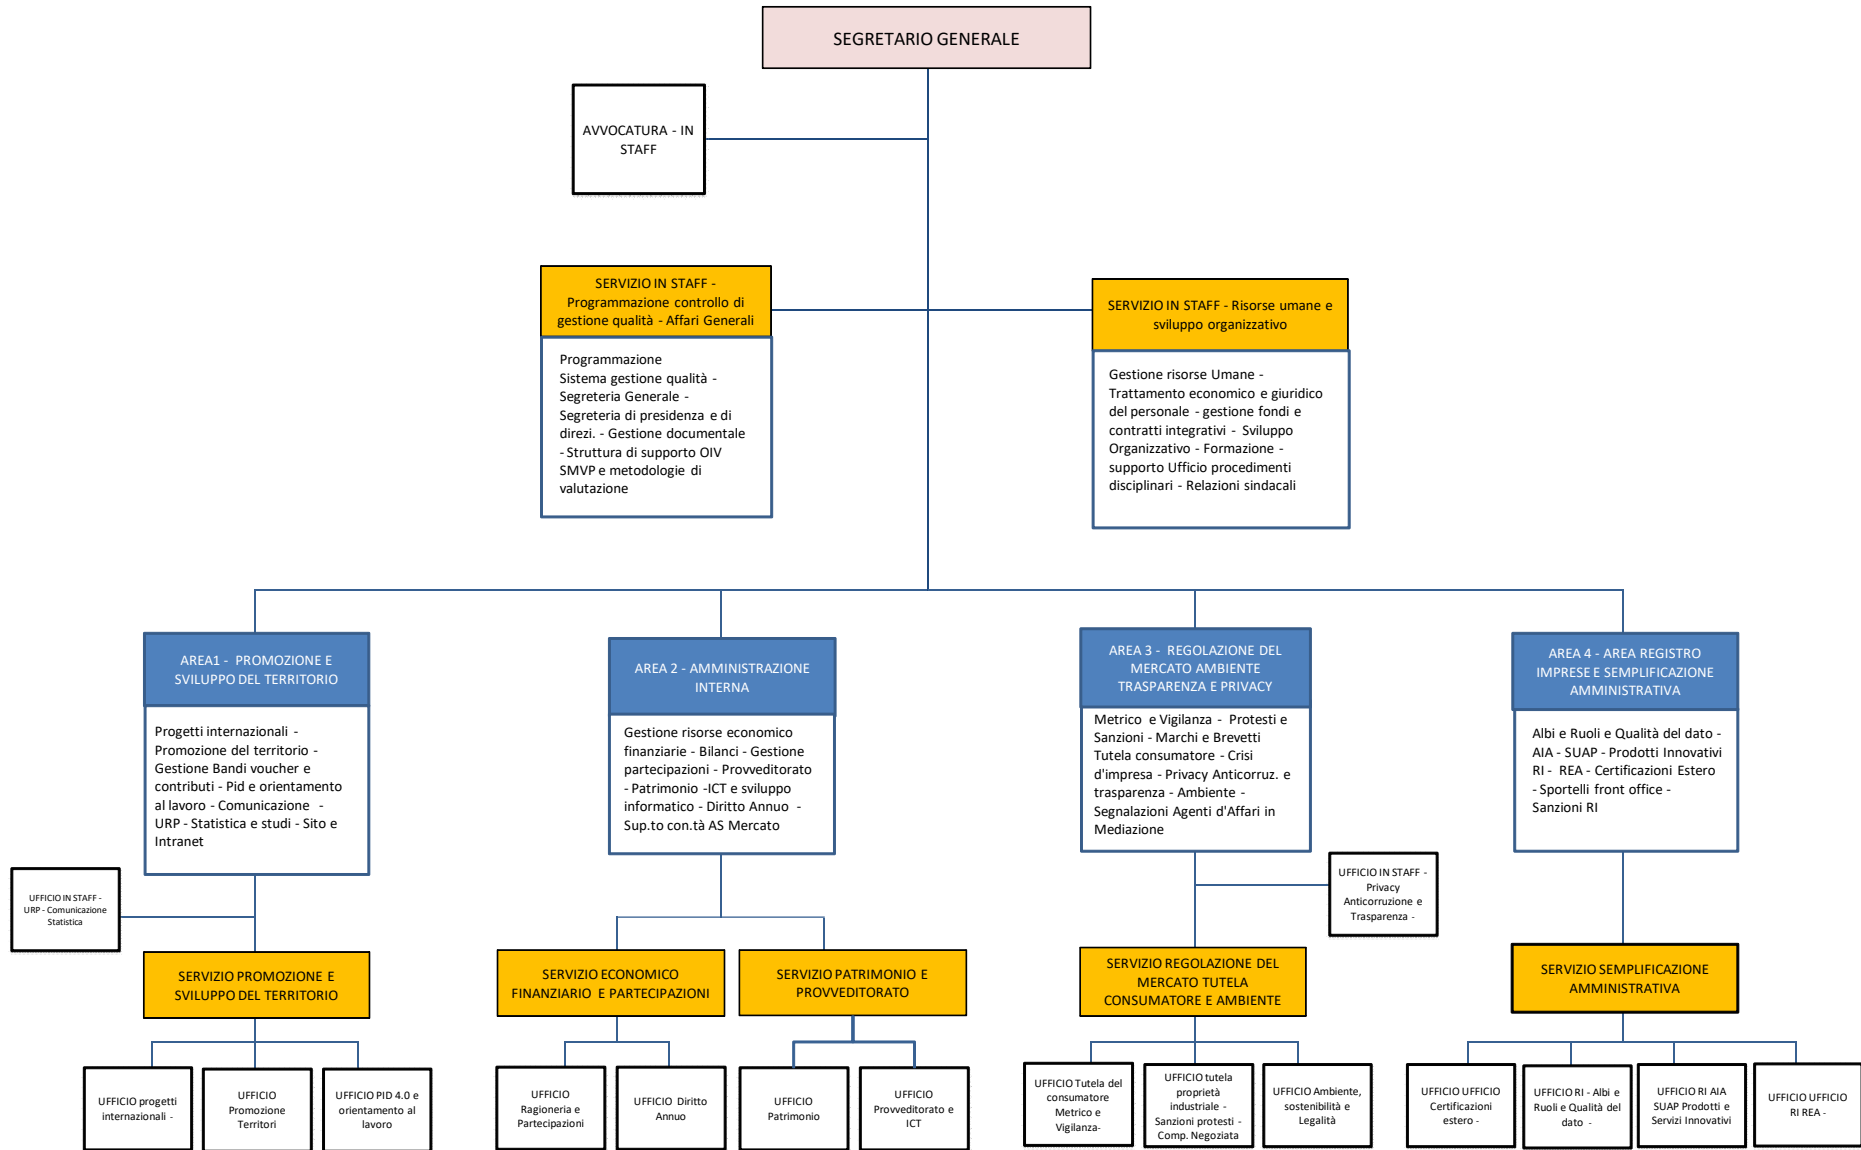 SEGRETARIO GENERALE
AVVOCATURA - IN
STAFF
SERVIZIO IN STAFF -
Programmazione controllo di
gestione qualità - Affari Generali
Programmazione
Sistema gestione qualità -
Segreteria Generale -
Segreteria di presidenza e di
direzi. - Gestione documentale
- Struttura di supporto OIV
SMVP e metodologie di
valutazione
SERVIZIO IN STAFF - Risorse umane e
sviluppo organizzativo
Gestione risorse Umane -
Trattamento economico e giuridico
del personale - gestione fondi e
contratti integrativi - Sviluppo
Organizzativo - Formazione -
supporto Ufficio procedimenti
disciplinari - Relazioni sindacali
AREA1 - PROMOZIONE E
SVILUPPO DEL TERRITORIO
Progetti internazionali -
Promozione del territorio -
Gestione Bandi voucher e
contributi - Pid e orientamento
al lavoro - Comunicazione -
URP - Statistica e studi - Sito e
Intranet
AREA 2 - AMMINISTRAZIONE
INTERNA
Gestione risorse economico
finanziarie - Bilanci - Gestione
partecipazioni - Provveditorato
- Patrimonio -ICT e sviluppo
informatico - Diritto Annuo -
Sup.to con.tà AS Mercato
AREA 3 - REGOLAZIONE DEL
MERCATO AMBIENTE
TRASPARENZA E PRIVACY
Metrico e Vigilanza - Protesti e
Sanzioni - Marchi e Brevetti
Tutela consumatore - Crisi
d'impresa - Privacy Anticorruz. e
trasparenza - Ambiente -
Segnalazioni Agenti d'Affari in
Mediazione
AREA 4 - AREA REGISTRO
IMPRESE E SEMPLIFICAZIONE
AMMINISTRATIVA
Albi e Ruoli e Qualità del dato -
AIA - SUAP - Prodotti Innovativi
RI - REA - Certificazioni Estero
- Sportelli front office -
Sanzioni RI
UFFICIO IN STAFF -
URP - Comunicazione
Statistica
UFFICIO IN STAFF -
Privacy
Anticorruzione e
Trasparenza -
SERVIZIO PROMOZIONE E
SVILUPPO DEL TERRITORIO
SERVIZIO ECONOMICO
FINANZIARIO E PARTECIPAZIONI
SERVIZIO PATRIMONIO E
PROVVEDITORATO
SERVIZIO REGOLAZIONE DEL
MERCATO TUTELA
CONSUMATORE E AMBIENTE
SERVIZIO SEMPLIFICAZIONE
AMMINISTRATIVA
UFFICIO progetti
internazionali -
UFFICIO
Promozione
Territori
UFFICIO PID 4.0 e
orientamento al
lavoro
UFFICIO
Ragioneria e
Partecipazioni
UFFICIO Diritto
Annuo
UFFICIO
Patrimonio
UFFICIO
Provveditorato e
ICT
UFFICIO Tutela del
consumatore
Metrico e
Vigilanza-
UFFICIO tutela
proprietà
industriale -
Sanzioni protesti -
Comp. Negoziata
UFFICIO Ambiente,
sostenibilità e
Legalità
UFFICIO UFFICIO
Certificazioni
estero -
UFFICIO RI - Albi e
Ruoli e Qualità del
dato -
UFFICIO RI AIA
SUAP Prodotti e
Servizi Innovativi
UFFICIO UFFICIO
RI REA -